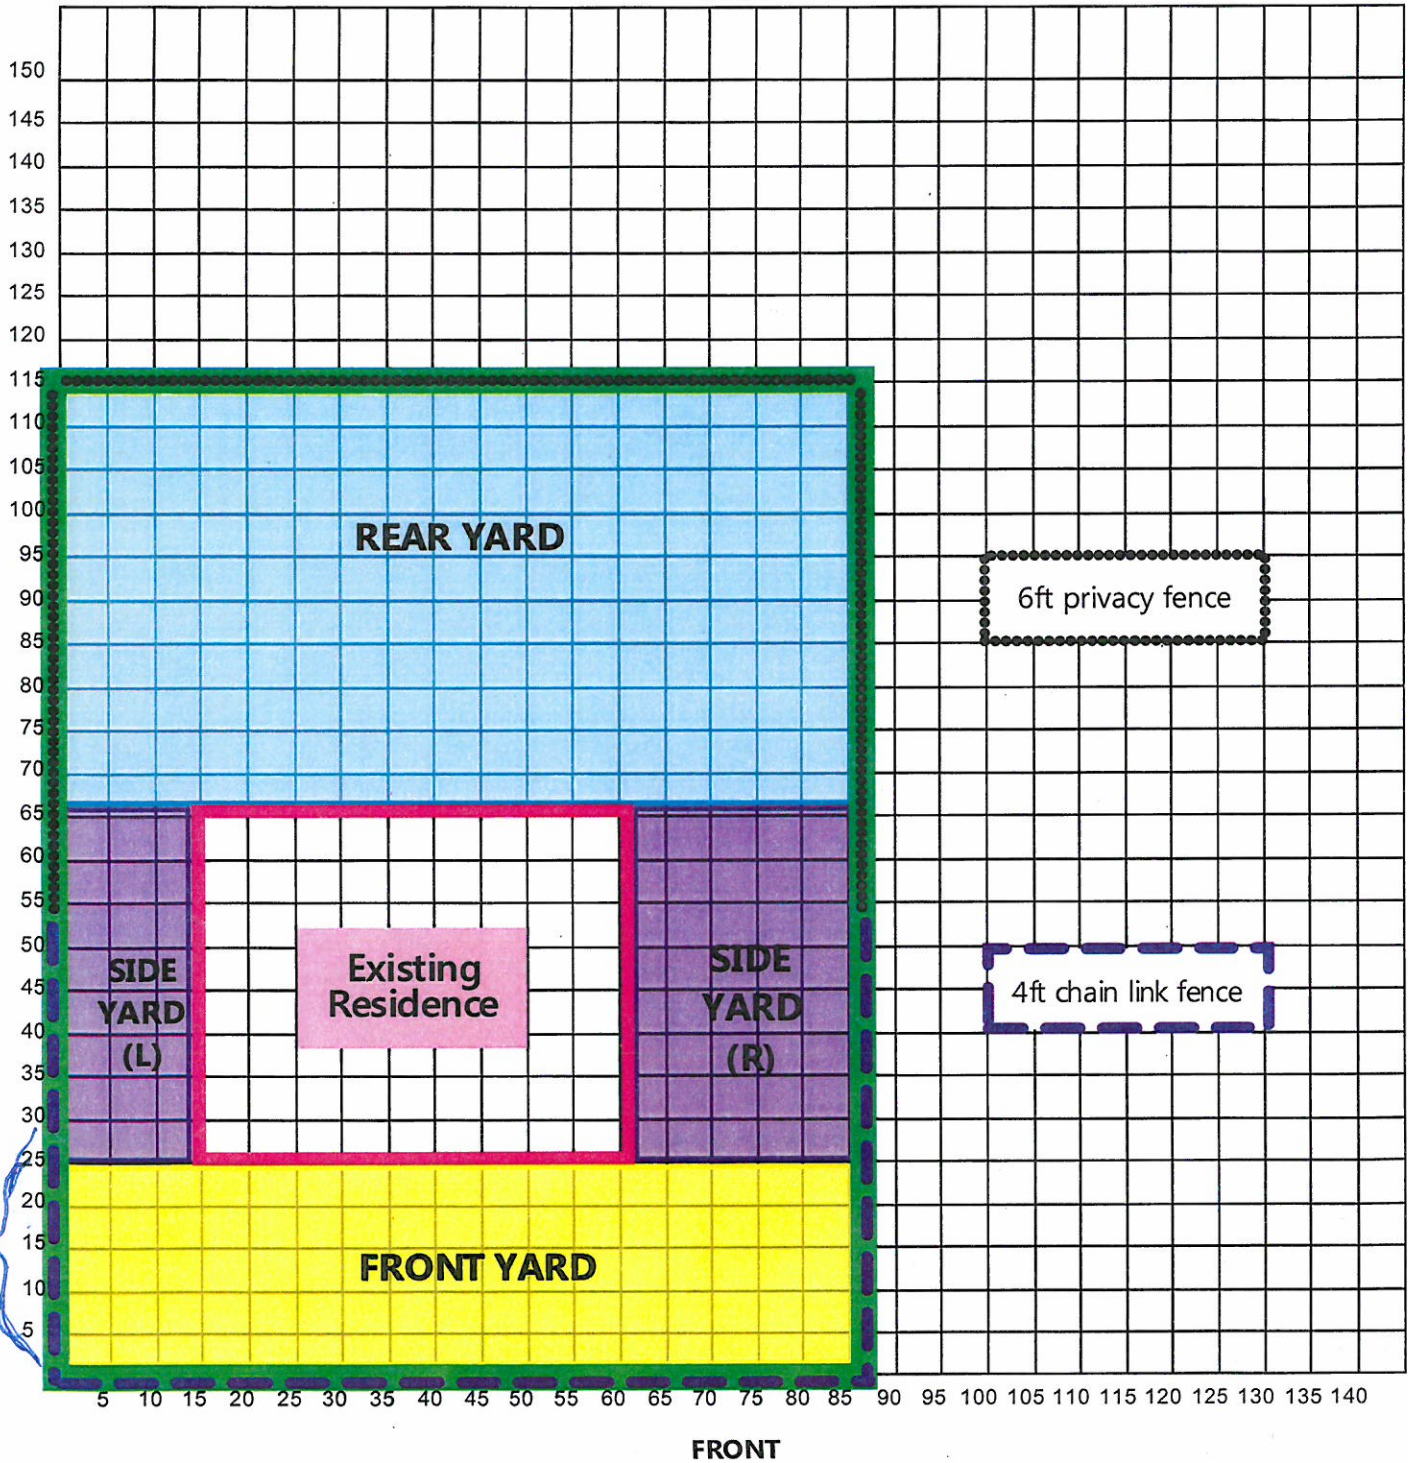 150
145
140
135
130
125
120
115
110
105
100
95
90
85
80
75
70
65
60
55
50
45
40
35
30
25
20
15
10
5
REAR YARD
6ft privacy fence
SIDE
YARD
(L)
Existing
Residence
SIDE
YARD
(R)
4ft chain link fence
FRONT YARD
5 10 15 20 25 30 35 40 45 50 55 60 65 70 75 80 85 90 95 100 105 110 115 120 125 130 135 140
FRONT